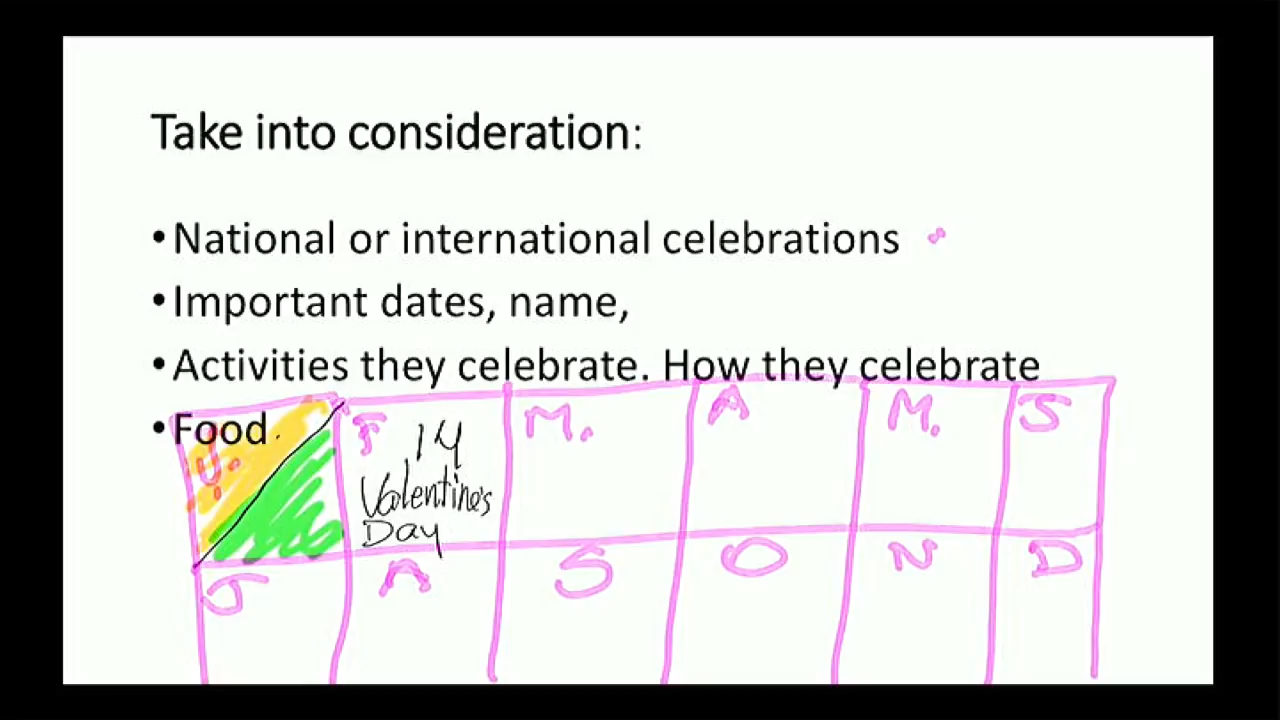 Take into consideration:
•National or international celebrations
•Important dates, name,
•Activities they celebrate. How they celebrate
•Food.
J. F M. A M. J
14
Valentine's
Day
J A S O N D